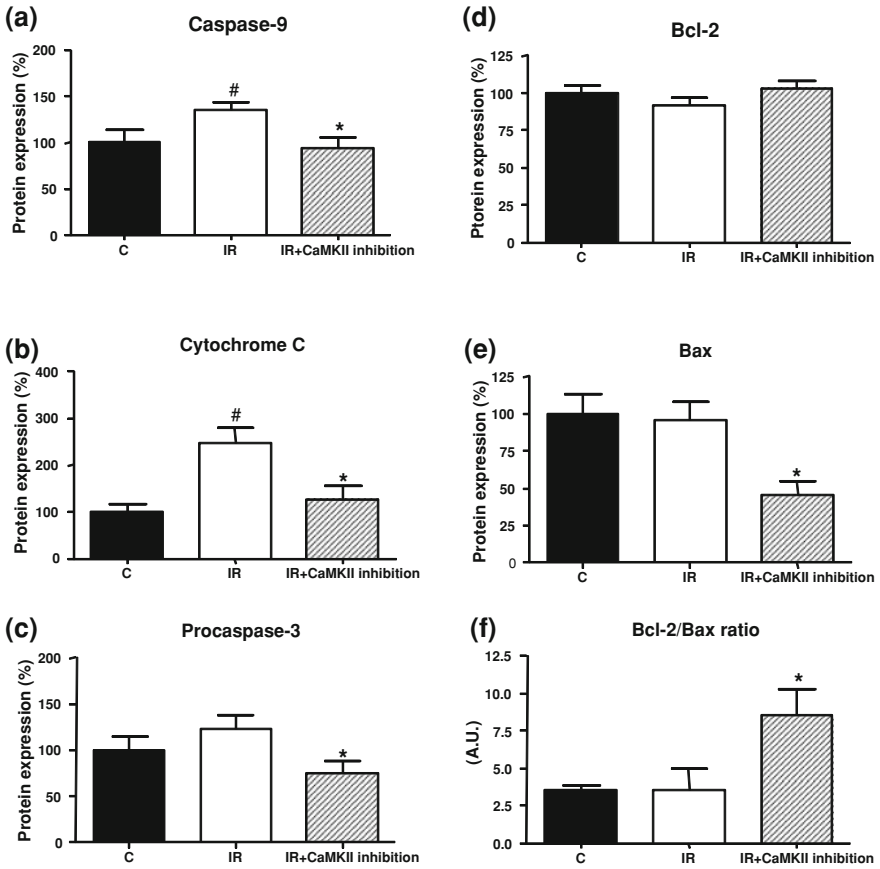 (a)
Caspase-9
Protein expression (%)
200
150
100
50
0
#
*
C
IR
IR+CaMKII inhibition
(d)
Bcl-2
Ptorein expression (%)
125
100
75
50
25
0
C
IR
IR+CaMKII inhibition
(b)
Cytochrome C
Protein expression (%)
400
300
200
100
0
#
*
C
IR
IR+CaMKII inhibition
(e)
Bax
Protein expression (%)
125
100
75
50
25
0
*
C
IR
IR+CaMKII inhibition
(c)
Procaspase-3
Protein expression (%)
200
150
100
50
0
*
C
IR
IR+CaMKII inhibition
(f)
Bcl-2/Bax ratio
(A.U.)
12.5
10.0
7.5
5.0
2.5
0.0
*
C
IR
IR+CaMKII inhibition